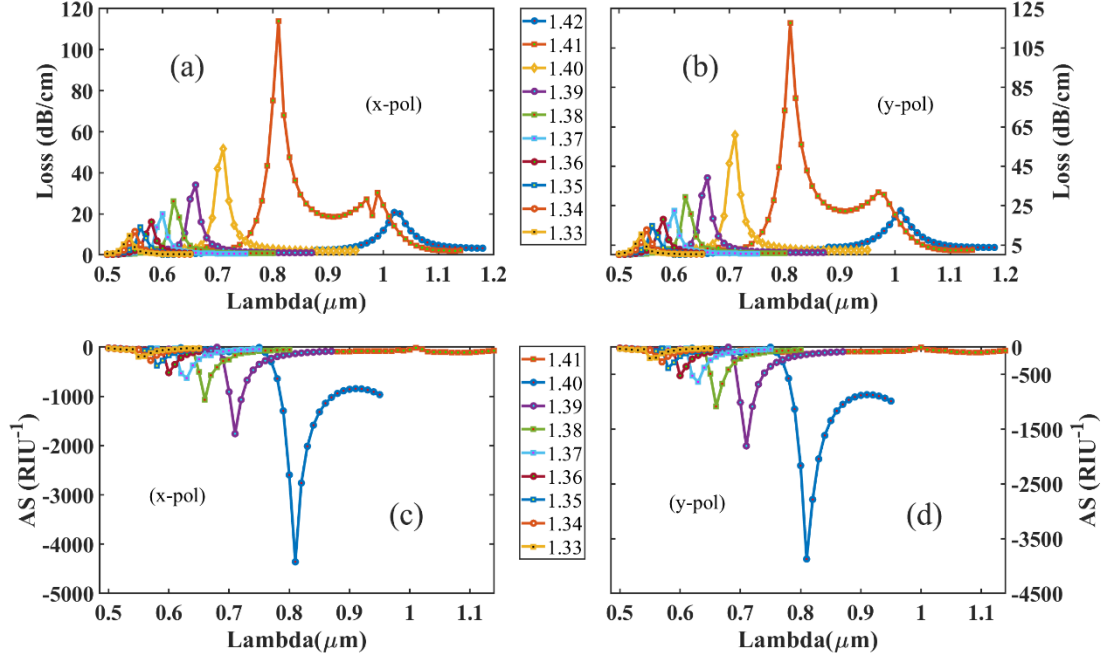 120
100
80
60
40
20
0
Loss (dB/cm)
(a)
(x-pol)
0.5 0.6 0.7 0.8 0.9 1 1.1 1.2
Lambda(μm)
1.42
1.41
1.40
1.39
1.38
1.37
1.36
1.35
1.34
1.33
(b)
(y-pol)
125
105
85
65
45
25
5
Loss (dB/cm)
0.5 0.6 0.7 0.8 0.9 1 1.1 1.2
Lambda(μm)
0
-1000
-2000
-3000
-4000
-5000
AS (RIU⁻¹)
(x-pol)
(c)
0.5 0.6 0.7 0.8 0.9 1 1.1
Lambda(μm)
1.41
1.40
1.39
1.38
1.37
1.36
1.35
1.34
1.33
(y-pol)
(d)
0
-500
-1500
-2500
-3500
-4500
AS (RIU⁻¹)
0.5 0.6 0.7 0.8 0.9 1 1.1
Lambda(μm)